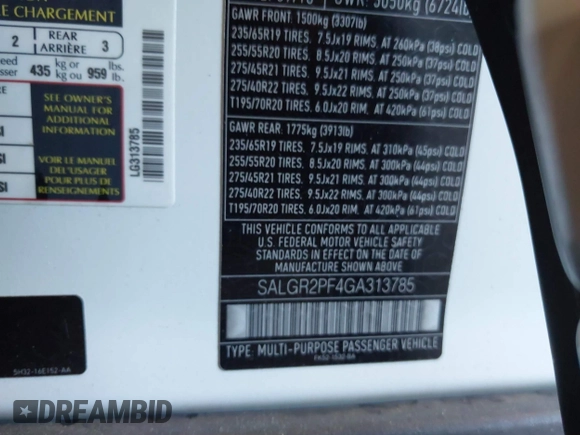 CHARGEMENT
2 REAR ARRIÈRE 3
435 kg or kg ou 959 lb.
SEE OWNER'S
MANUAL FOR
ADDITIONAL
INFORMATION
VOIR LE MANUEL
DEL'USAGER
POUR PLUS DE
RENSEIGNEMENTS
LG313785
5H32-16E152-AA
3050kg (6724lb
GAWR FRONT: 1500kg (3307lb)
235/65R19 TIRES. 7.5Jx19 RIMS. AT 260kPa (38psi) COLD
255/55R20 TIRES. 8.5Jx20 RIMS. AT 250kPa (37psi) COLD
275/45R21 TIRES. 9.5Jx21 RIMS. AT 250kPa (37psi) COLD
275/40R22 TIRES. 9.5Jx22 RIMS. AT 250kPa (37psi) COLD
T195/70R20 TIRES. 6.0Jx20 RIM. AT 420kPa (61psi) COLD
GAWR REAR: 1775kg (3913lb)
235/65R19 TIRES. 7.5Jx19 RIMS. AT 310kPa (45psi) COLD
255/55R20 TIRES. 8.5Jx20 RIMS. AT 300kPa (44psi) COLD
275/45R21 TIRES. 9.5Jx21 RIMS. AT 300kPa (44psi) COLD
275/40R22 TIRES. 9.5Jx22 RIMS. AT 300kPa (44psi) COLD
T195/70R20 TIRES. 6.0Jx20 RIM. AT 420kPa (61psi) COLD
THIS VEHICLE CONFORMS TO ALL APPLICABLE
U.S. FEDERAL MOTOR VEHICLE SAFETY
STANDARDS IN EFFECT ON THE DATE OF
MANUFACTURE SHOWN ABOVE.
SALGR2PF4GA313785
TYPE: MULTI-PURPOSE PASSENGER VEHICLE
DREAMBID